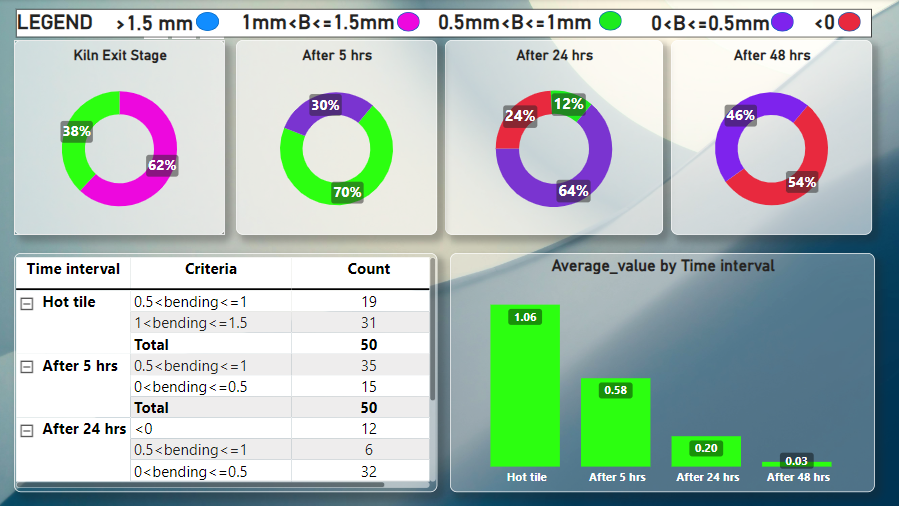 LEGEND >1.5 mm 1mm<B<=1.5mm 0.5mm<B<=1mm 0<B<=0.5mm <0
Kiln Exit Stage
38%
62%
After 5 hrs
30%
70%
After 24 hrs
24%
12%
64%
After 48 hrs
46%
54%
Time interval Criteria Count
Hot tile 0.5<bending<=1 19
1<bending<=1.5 31
Total 50
After 5 hrs 0.5<bending<=1 35
0<bending<=0.5 15
Total 50
After 24 hrs <0 12
0.5<bending<=1 6
0<bending<=0.5 32
Average_value by Time interval
1.06
0.58
0.20
0.03
Hot tile After 5 hrs After 24 hrs After 48 hrs